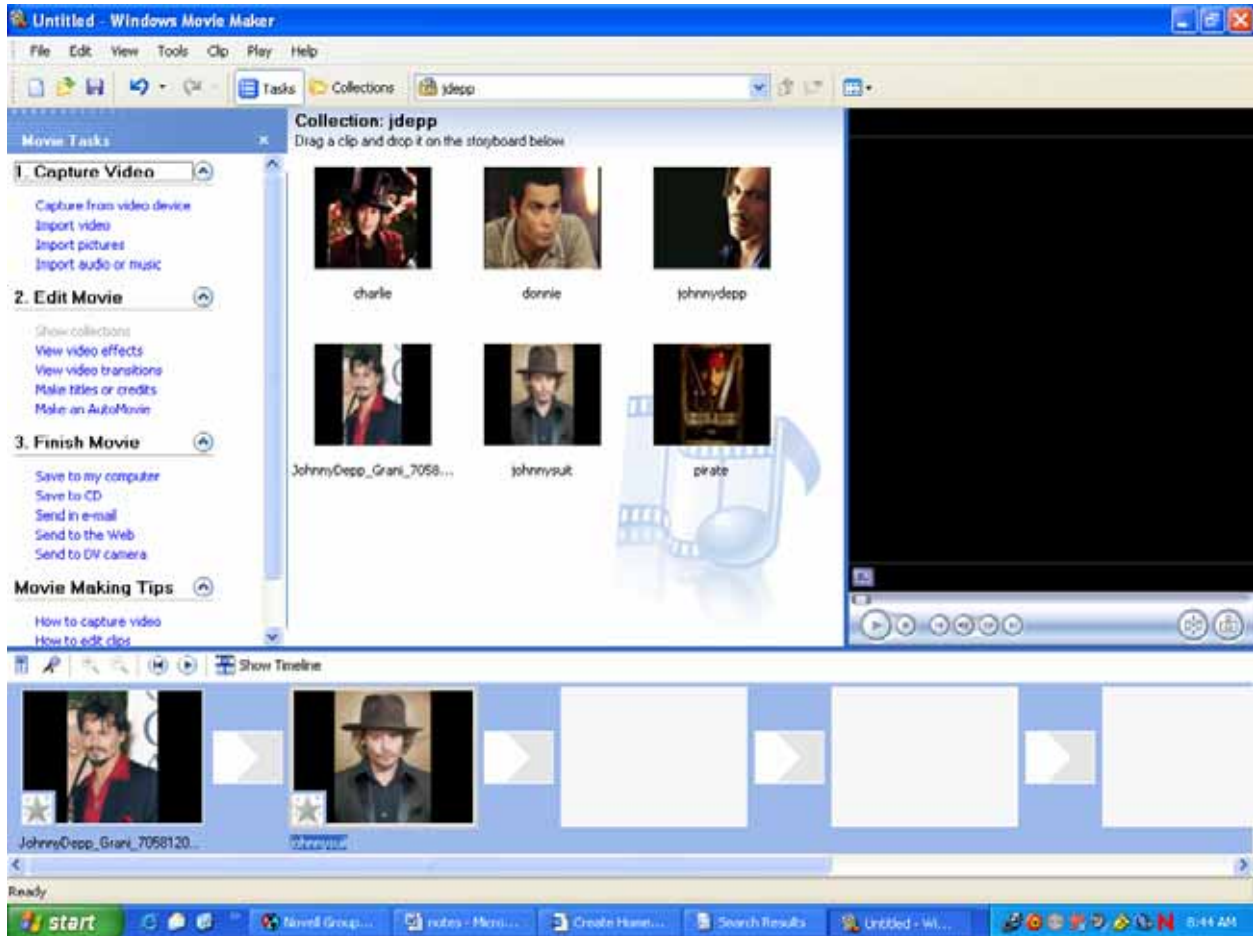 Untitled - Windows Movie Maker
File Edit View Tools Clip Play Help
Tasks Collections jdepp
Movie Tasks
1. Capture Video
Capture from video device
Import video
Import pictures
Import audio or music
2. Edit Movie
Show collections
View video effects
View video transitions
Make titles or credits
Make an AutoMovie
3. Finish Movie
Save to my computer
Save to CD
Send in e-mail
Send to the Web
Send to DV camera
Movie Making Tips
How to capture video
How to edit clips
Collection: jdepp
Drag a clip and drop it on the storyboard below
charlie donnie johnnydepp
JohnnyDepp_Grani_7058... johnnysuit pirate
Show Timeline
JohnnyDepp_Grani_7058120... johnnysuit
Ready
start Novell Group... notes - Micro... Create Home... Search Results Untitled - Wi... 8:44 AM